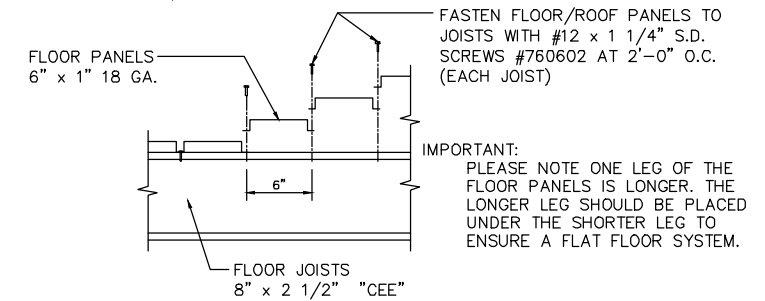 FASTEN FLOOR/ROOF PANELS TO
JOISTS WITH #12 x 1 1/4" S.D.
SCREWS #760602 AT 2'-0" O.C.
(EACH JOIST)
FLOOR PANELS
6" x 1" 18 GA.
IMPORTANT:
PLEASE NOTE ONE LEG OF THE
FLOOR PANELS IS LONGER. THE
LONGER LEG SHOULD BE PLACED
UNDER THE SHORTER LEG TO
ENSURE A FLAT FLOOR SYSTEM.
6"
FLOOR JOISTS
8" x 2 1/2" "CEE"